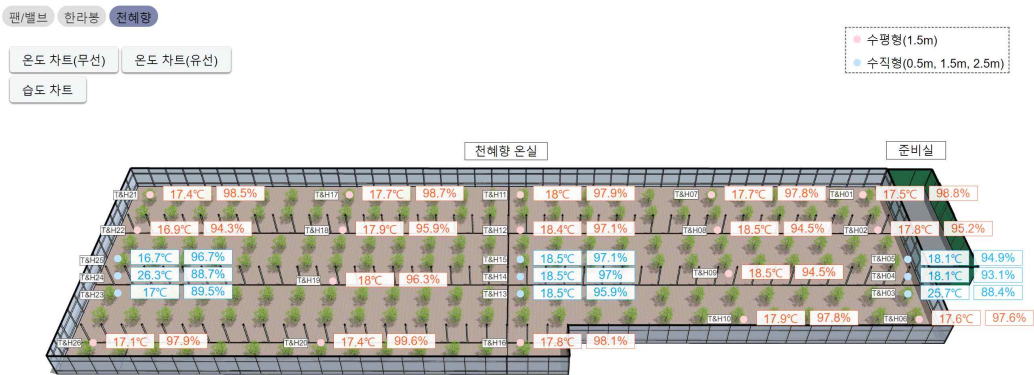 팬/밸브 한라봉 천혜향
수평형(1.5m)
수직형(0.5m, 1.5m, 2.5m)
온도 차트(무선) 온도 차트(유선)
습도 차트
천혜향 온실 준비실
T&H21 17.4℃ 98.5% T&H17 17.7℃ 98.7% T&H11 18℃ 97.9% T&H07 17.7℃ 97.8% T&H01 17.5℃ 98.8%
T&H22 16.9℃ 94.3% T&H18 17.9℃ 95.9% T&H12 18.4℃ 97.1% T&H08 18.5℃ 94.5% T&H02 17.8℃ 95.2%
T&H25 16.7℃ 96.7% T&H15 18.5℃ 97.1% T&H05 18.1℃ 94.9%
T&H24 26.3℃ 88.7% T&H19 18℃ 96.3% T&H14 18.5℃ 97% T&H09 18.5℃ 94.5% T&H04 18.1℃ 93.1%
T&H23 17℃ 89.5% T&H13 18.5℃ 95.9% T&H03 25.7℃ 88.4%
T&H10 17.9℃ 97.8% T&H06 17.6℃ 97.6%
T&H26 17.1℃ 97.9% T&H20 17.4℃ 99.6% T&H16 17.8℃ 98.1%